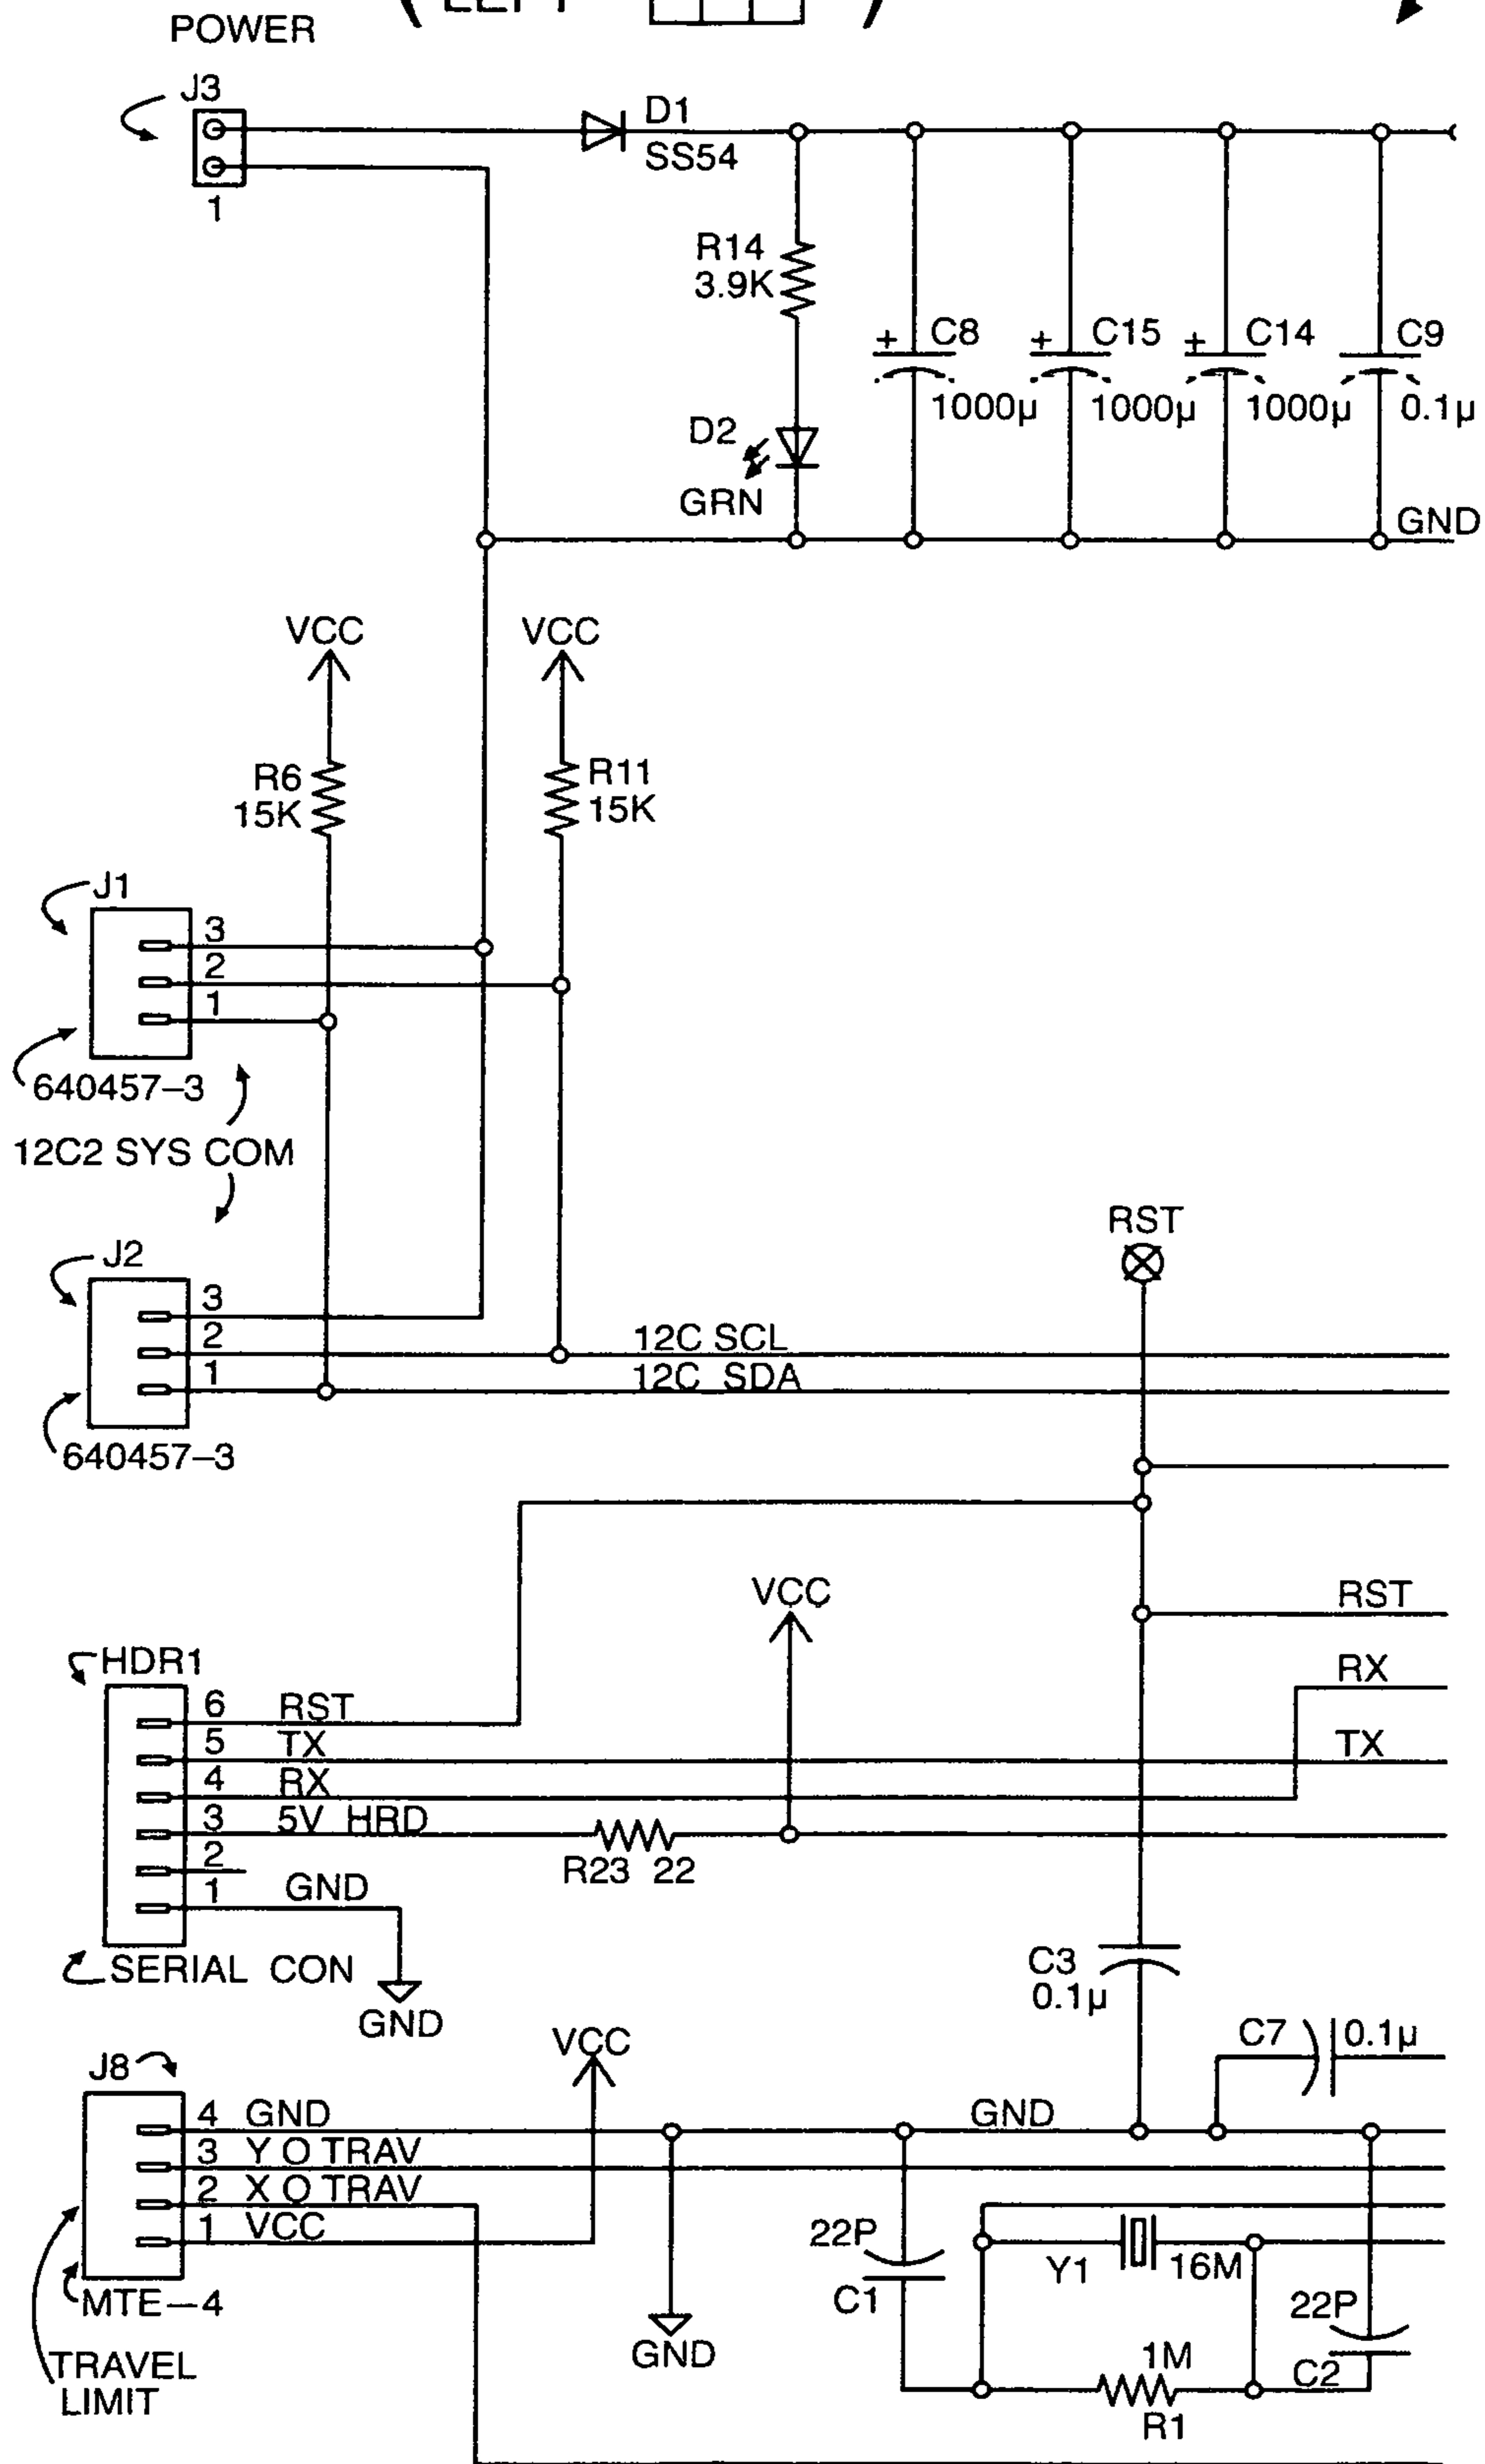 ( LEFT )
POWER
J3
1
D1
SS54
R14
3.9K
D2
GRN
+ C8
1000µ
+ C15
1000µ
+ C14
1000µ
C9
0.1µ
GND
VCC
VCC
R6
15K
R11
15K
J1
3
2
1
640457–3
12C2 SYS COM
J2
3
2
1
640457–3
12C SCL
12C SDA
RST
VCC
RST
RX
TX
HDR1
6 RST
5 TX
4 RX
3 5V HRD
2
1 GND
R23 22
SERIAL CON
GND
C3
0.1µ
C7 0.1µ
VCC
J8
4 GND
3 Y O TRAV
2 X O TRAV
1 VCC
GND
MTE–4
TRAVEL
LIMIT
GND
22P
C1
Y1 16M
22P
C2
1M
R1